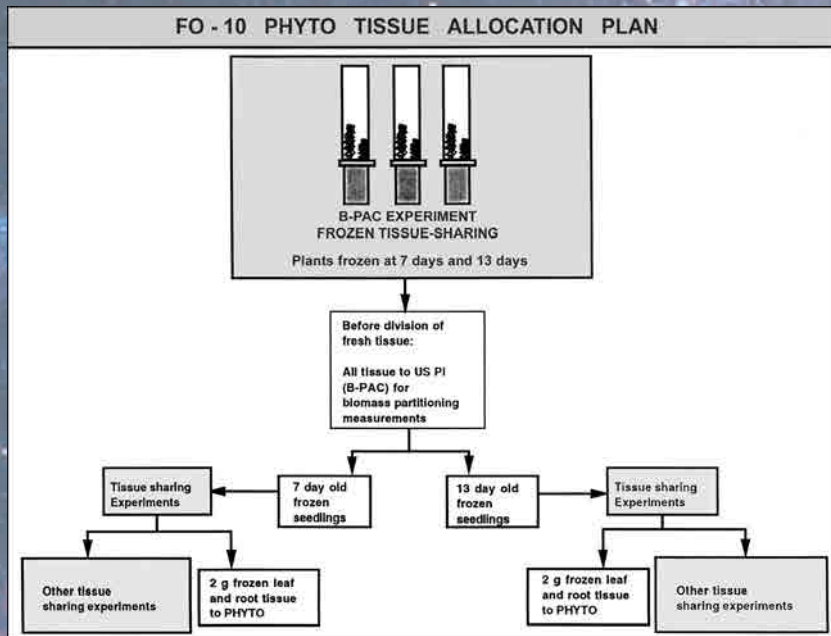 FO - 10 PHYTO TISSUE ALLOCATION PLAN
B-PAC EXPERIMENT
FROZEN TISSUE-SHARING
Plants frozen at 7 days and 13 days
Before division of
fresh tissue:
All tissue to US PI
(B-PAC) for
biomass partitioning
measurements
Tissue sharing
Experiments
7 day old
frozen
seedlings
13 day old
frozen
seedlings
Tissue sharing
Experiments
Other tissue
sharing experiments
2 g frozen leaf
and root tissue
to PHYTO
2 g frozen leaf
and root tissue
to PHYTO
Other tissue
sharing experiments